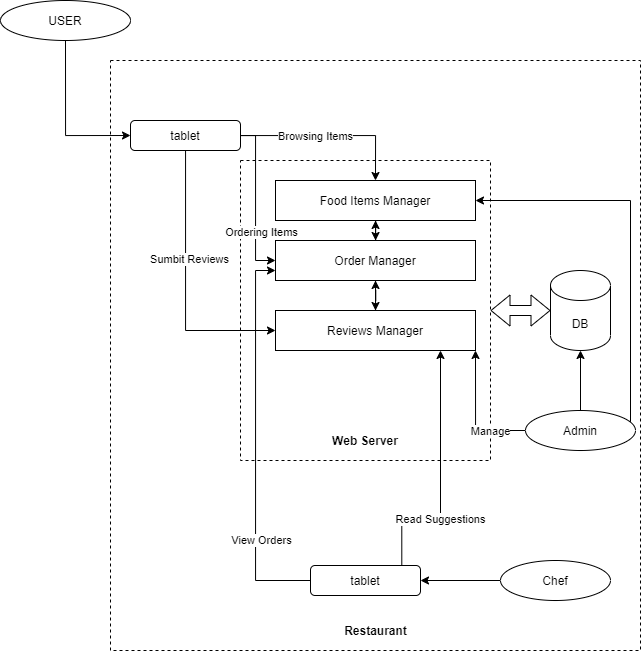 USER
tablet
Browsing Items
Food Items Manager
Ordering Items
Sumbit Reviews
Order Manager
DB
Reviews Manager
Web Server
Manage
Admin
Read Suggestions
View Orders
tablet
Chef
Restaurant